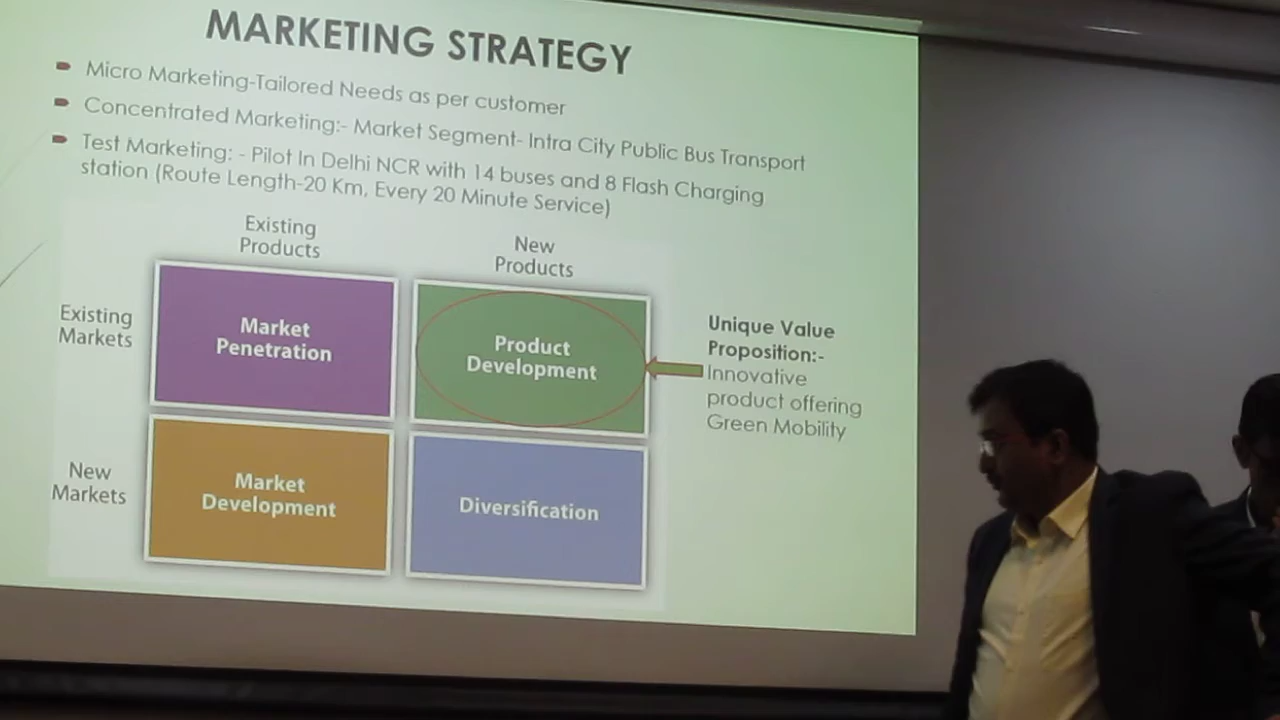 MARKETING STRATEGY
Micro Marketing-Tailored Needs as per customer
Concentrated Marketing:- Market Segment- Intra City Public Bus Transport
Test Marketing: - Pilot In Delhi NCR with 14 buses and 8 Flash Charging
station (Route Length-20 Km, Every 20 Minute Service)
Existing
Products
New
Products
Existing
Markets
Market
Penetration
Product
Development
Unique Value
Proposition:-
Innovative
product offering
Green Mobility
New
Markets
Market
Development
Diversification